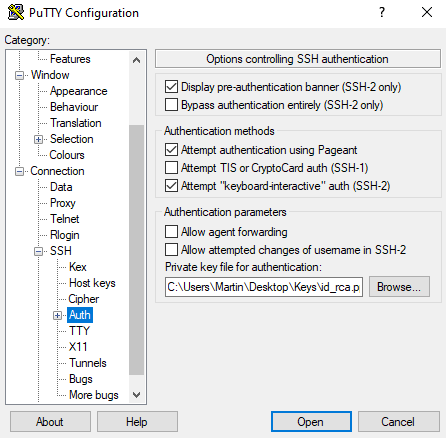 PuTTY Configuration
?
Category:
Features
Window
Appearance
Behaviour
Translation
Selection
Colours
Connection
Data
Proxy
Telnet
Rlogin
SSH
Kex
Host keys
Cipher
Auth
TTY
X11
Tunnels
Bugs
More bugs
Options controlling SSH authentication
Display pre-authentication banner (SSH-2 only)
Bypass authentication entirely (SSH-2 only)
Authentication methods
Attempt authentication using Pageant
Attempt TIS or CryptoCard auth (SSH-1)
Attempt "keyboard-interactive" auth (SSH-2)
Authentication parameters
Allow agent forwarding
Allow attempted changes of username in SSH-2
Private key file for authentication:
C:\Users\Martin\Desktop\Keys\id_rca.p
Browse...
About
Help
Open
Cancel